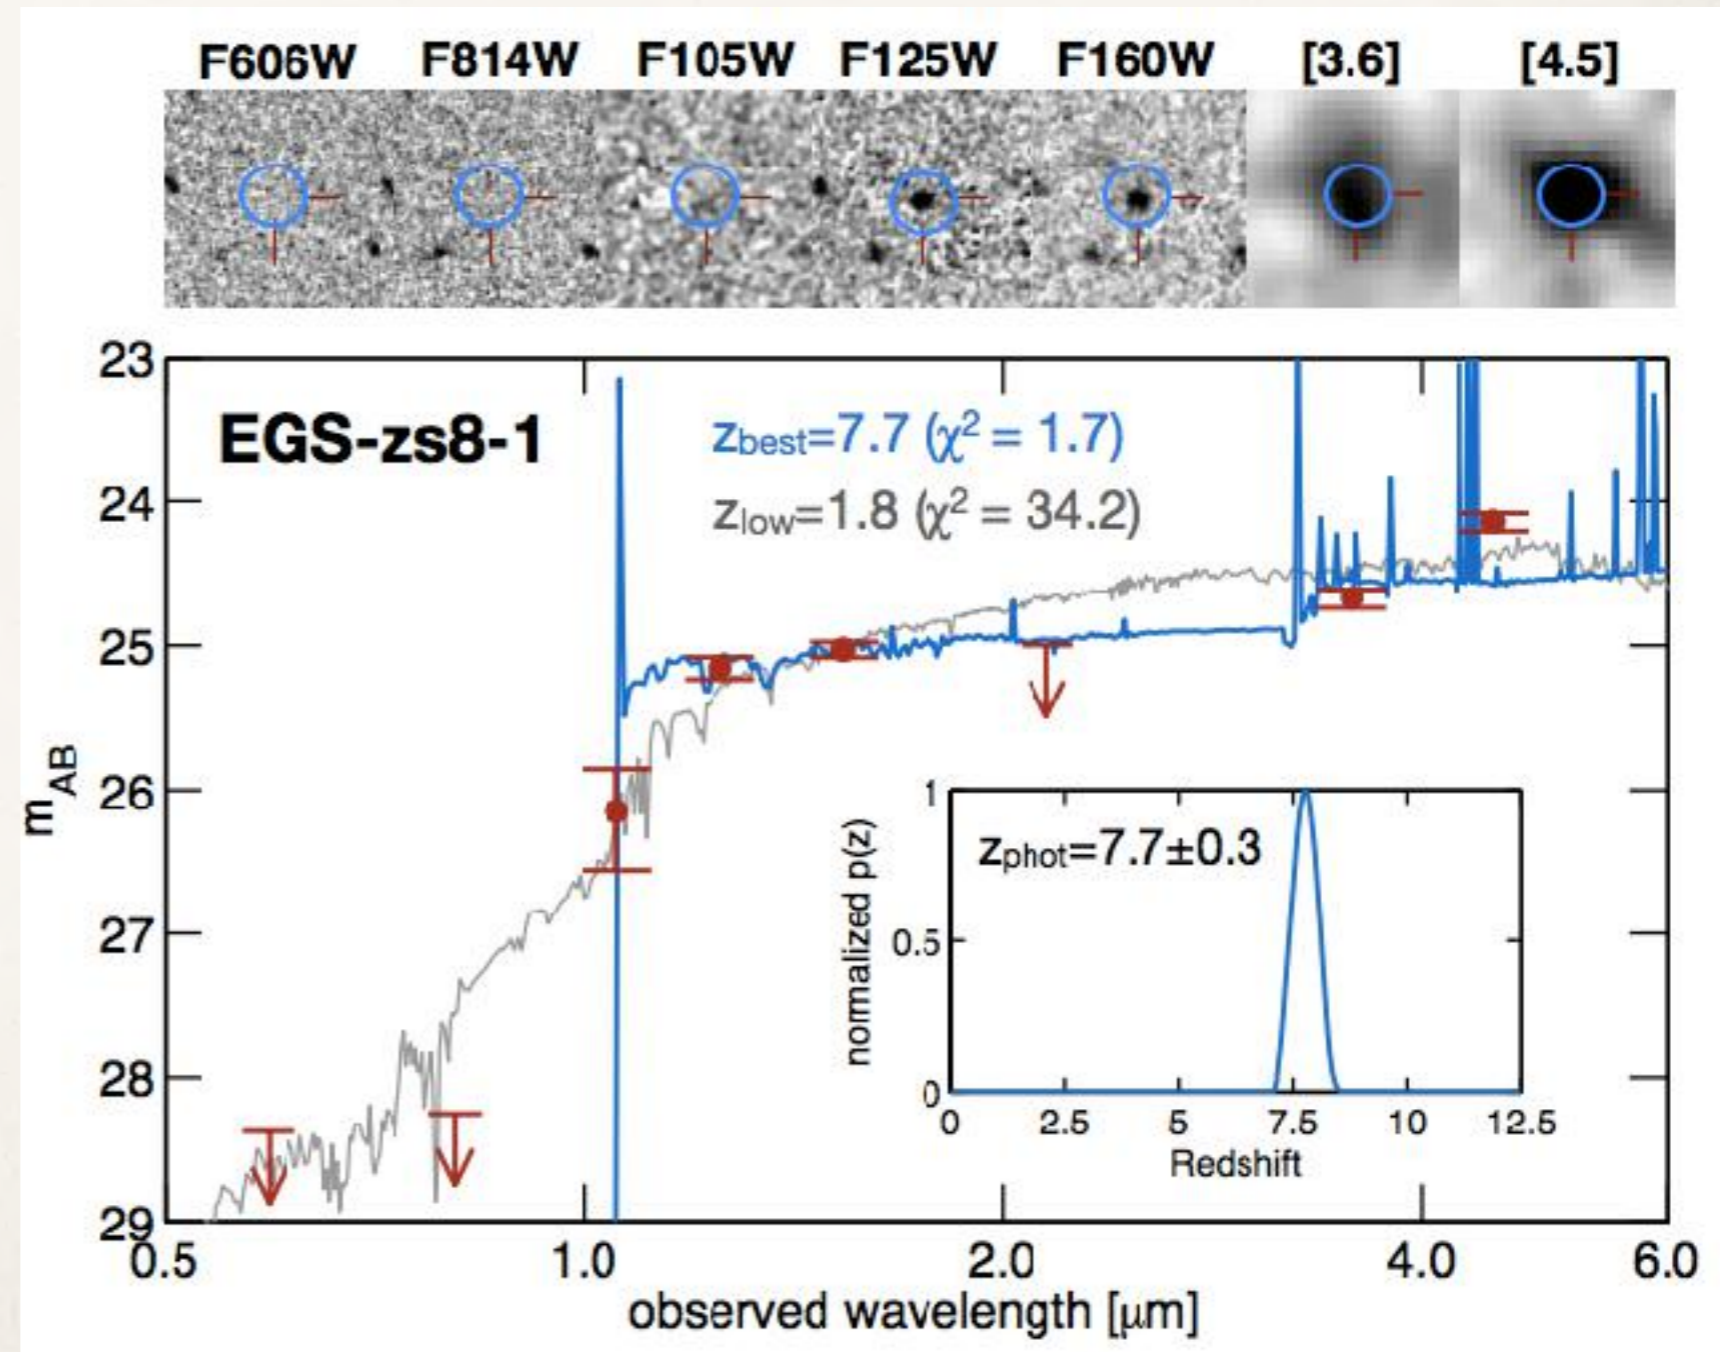 F606W F814W F105W F125W F160W [3.6] [4.5]
EGS-zs8-1
zbest=7.7 (χ² = 1.7)
zlow=1.8 (χ² = 34.2)
23
24
25
26
27
28
29
mAB
0.5 1.0 2.0 4.0 6.0
observed wavelength [μm]
zphot=7.7±0.3
normalized p(z)
1
0.5
0
0 2.5 5 7.5 10 12.5
Redshift